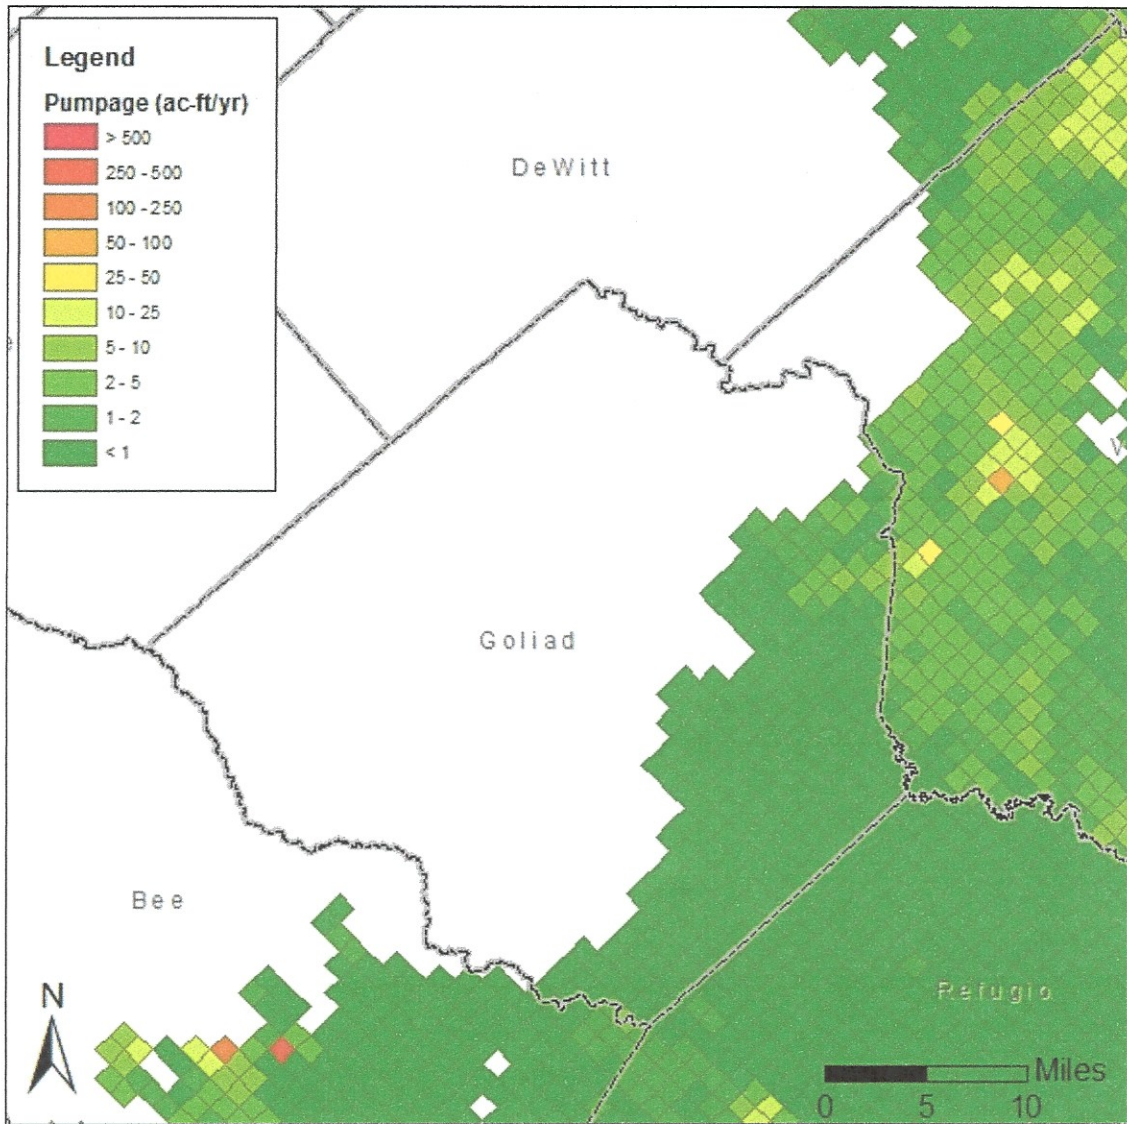 Legend
Pumpage (ac-ft/yr)
> 500
250 - 500
100 - 250
50 - 100
25 - 50
10 - 25
5 - 10
2 - 5
1 - 2
< 1
DeWitt
V
Goliad
Bee
Refugio
N
Miles
0 5 10